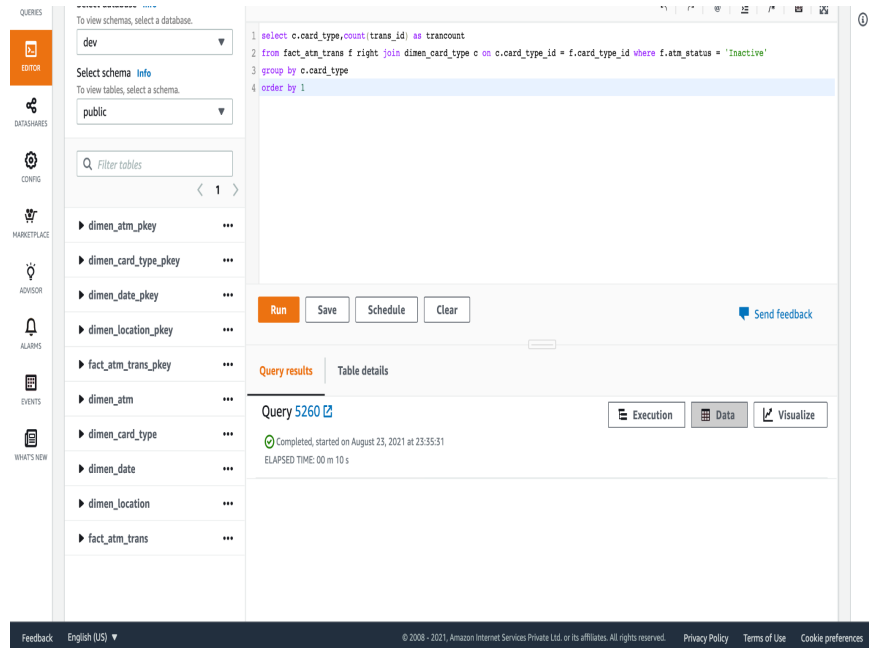 QUERIES
EDITOR
DATASHARES
CONFIG
MARKETPLACE
ADVISOR
ALARMS
EVENTS
WHAT'S NEW
To view schemas, select a database.
dev
Select schema Info
To view tables, select a schema.
public
Filter tables
1
dimen_atm_pkey
dimen_card_type_pkey
dimen_date_pkey
dimen_location_pkey
fact_atm_trans_pkey
dimen_atm
dimen_card_type
dimen_date
dimen_location
fact_atm_trans
1 select c.card_type,count(trans_id) as trancount
2 from fact_atm_trans f right join dimen_card_type c on c.card_type_id = f.card_type_id where f.atm_status = 'Inactive'
3 group by c.card_type
4 order by 1
Run Save Schedule Clear
Send feedback
Query results Table details
Query 5260
Execution Data Visualize
Completed, started on August 23, 2021 at 23:35:31
ELAPSED TIME: 00 m 10 s
Feedback English (US) © 2008 - 2021, Amazon Internet Services Private Ltd. or its affiliates. All rights reserved. Privacy Policy Terms of Use Cookie preferences